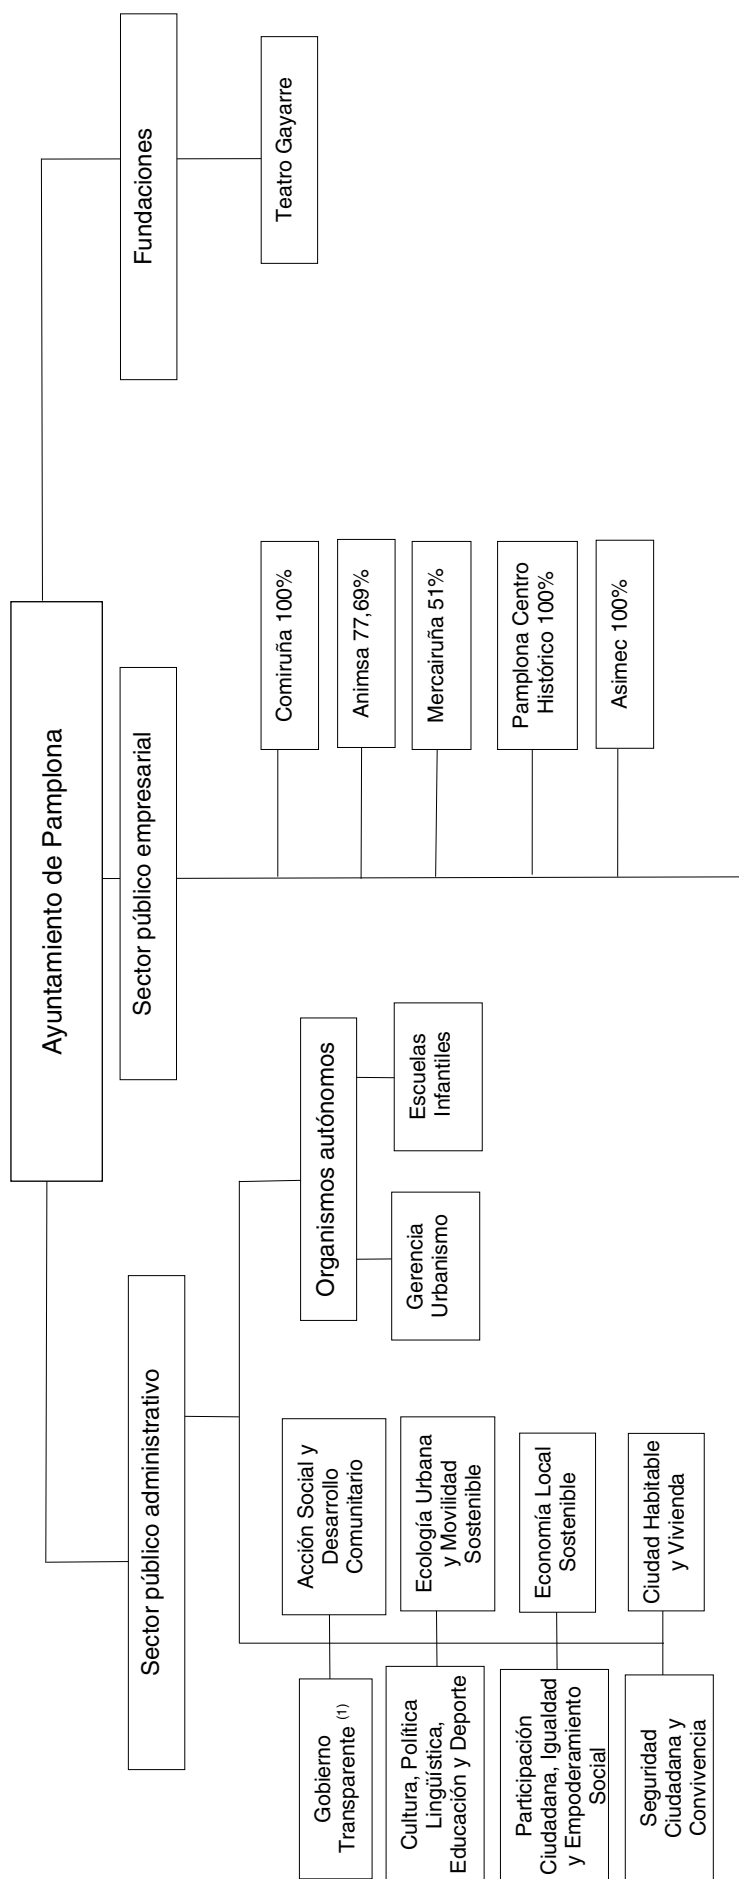 Ayuntamiento de Pamplona
Sector público administrativo
Sector público empresarial
Fundaciones
Organismos autónomos
Gobierno
Transparente (1)
Acción Social y
Desarrollo
Comunitario
Cultura, Política
Lingüística,
Educación y Deporte
Ecología Urbana
y Movilidad
Sostenible
Participación
Ciudadana, Igualdad
y Empoderamiento
Social
Economía Local
Sostenible
Seguridad
Ciudadana y
Convivencia
Ciudad Habitable
y Vivienda
Gerencia
Urbanismo
Escuelas
Infantiles
Comiruña 100%
Animsa 77,69%
Mercairuña 51%
Pamplona Centro
Histórico 100%
Asimec 100%
Teatro Gayarre